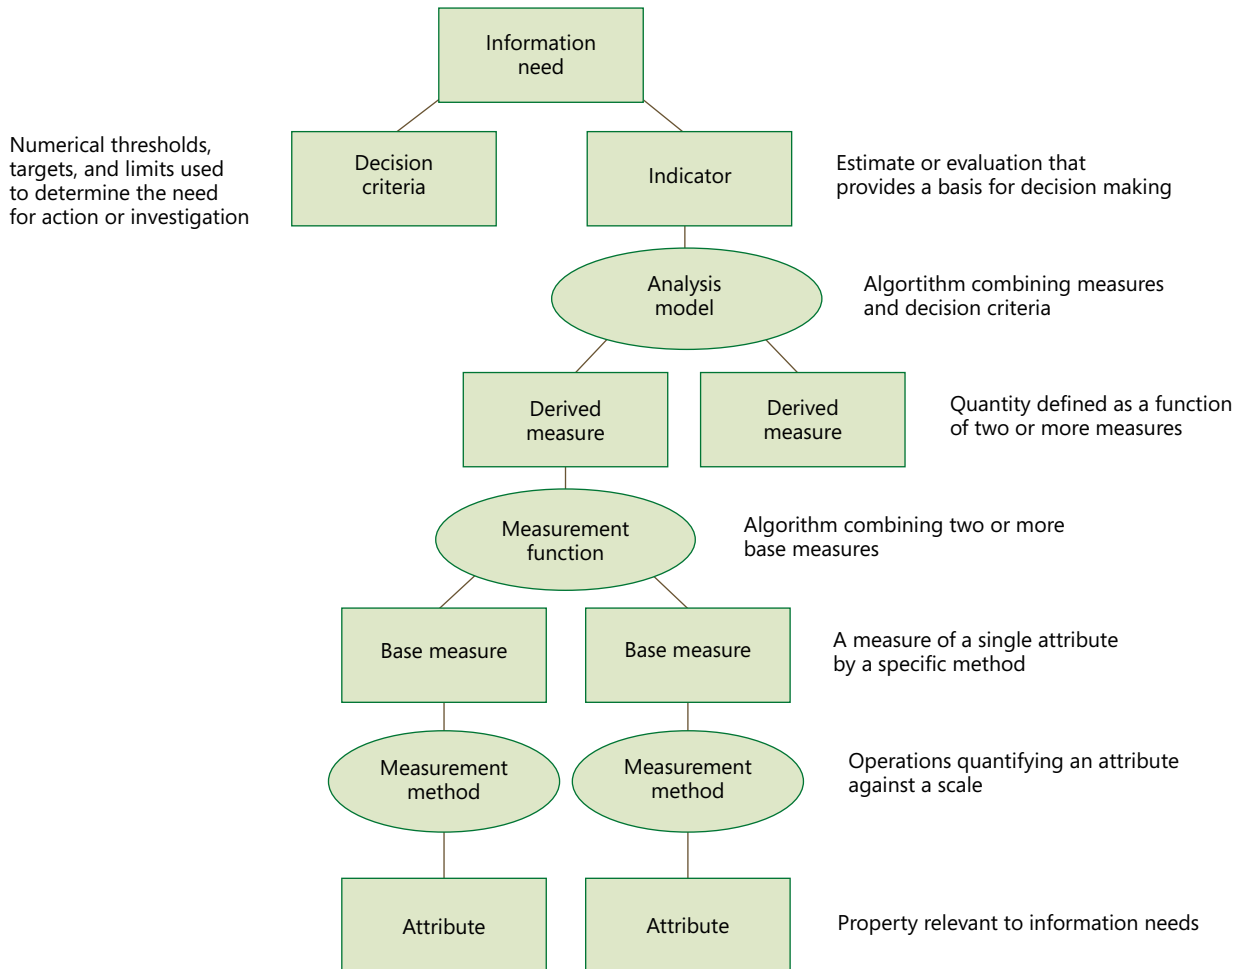 Information
need
Numerical thresholds,
targets, and limits used
to determine the need
for action or investigation
Decision
criteria
Indicator
Estimate or evaluation that
provides a basis for decision making
Analysis
model
Algortithm combining measures
and decision criteria
Derived
measure
Derived
measure
Quantity defined as a function
of two or more measures
Measurement
function
Algorithm combining two or more
base measures
Base measure
Base measure
A measure of a single attribute
by a specific method
Measurement
method
Measurement
method
Operations quantifying an attribute
against a scale
Attribute
Attribute
Property relevant to information needs